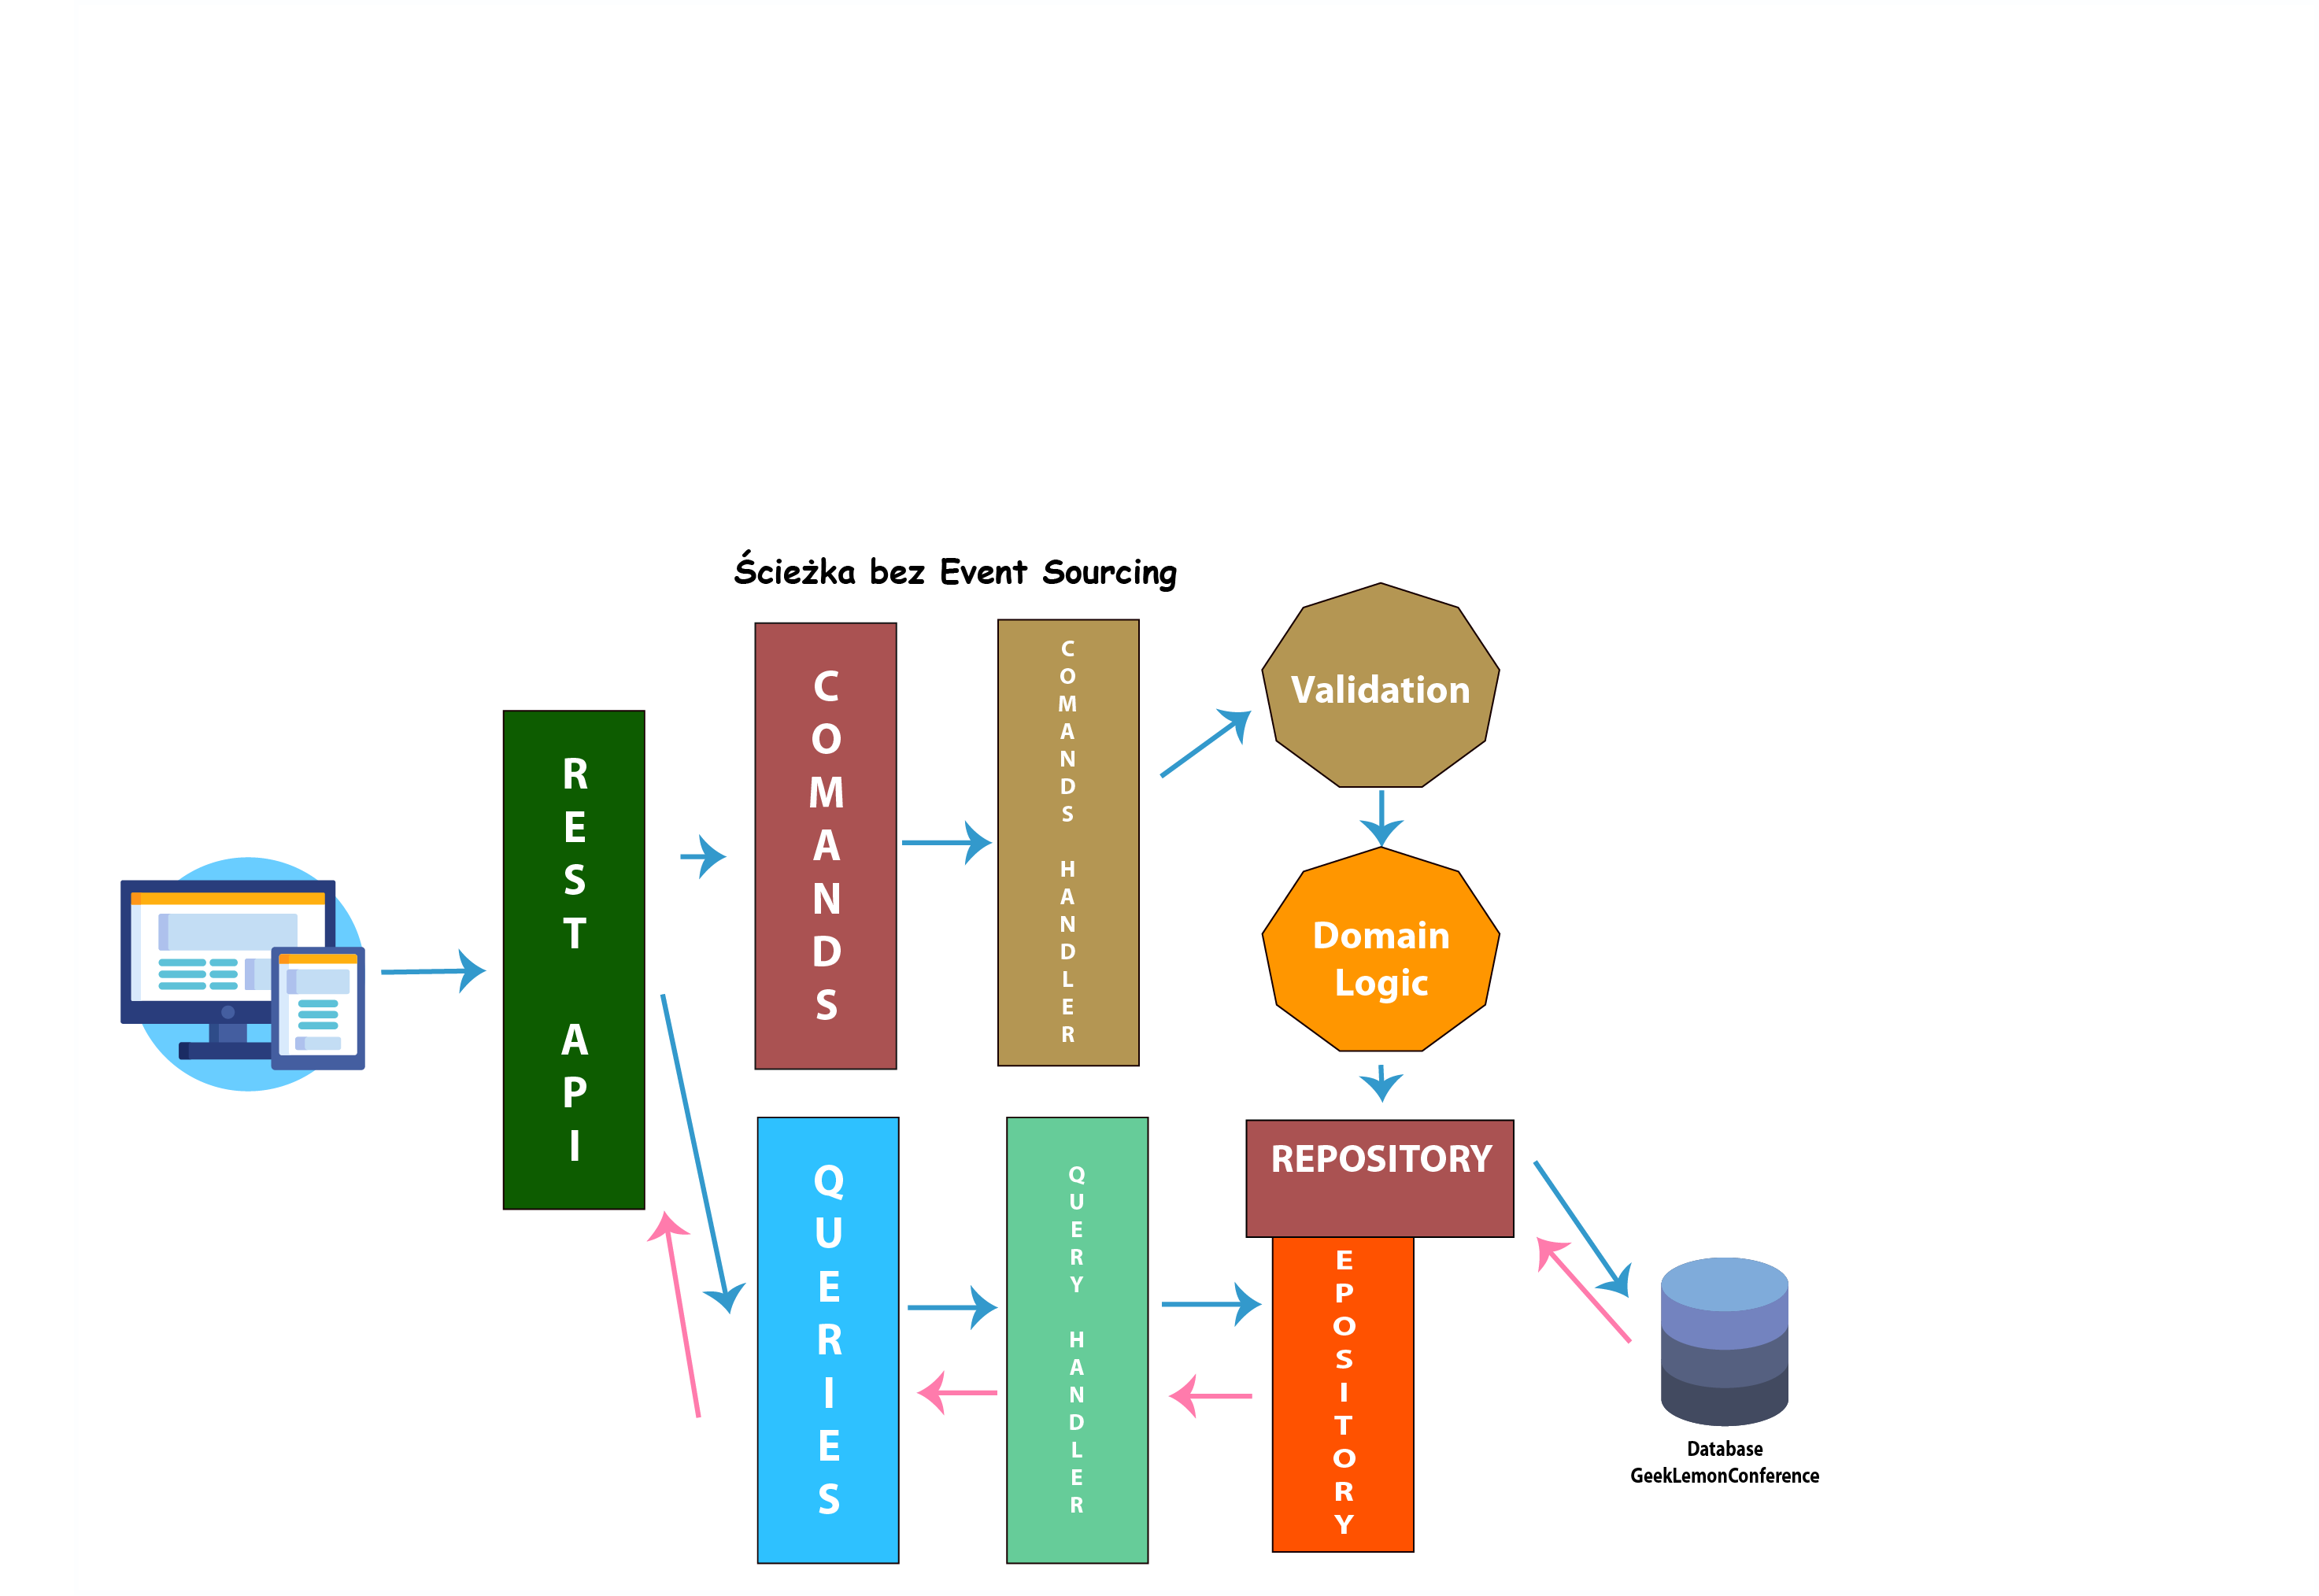 Ścieżka bez Event Sourcing
REST API
COMANDS
COMANDS HANDLER
Validation
Domain
Logic
QUERIES
QUERY HANDLER
REPOSITORY
EPOSITORY
Database
GeekLemonConference